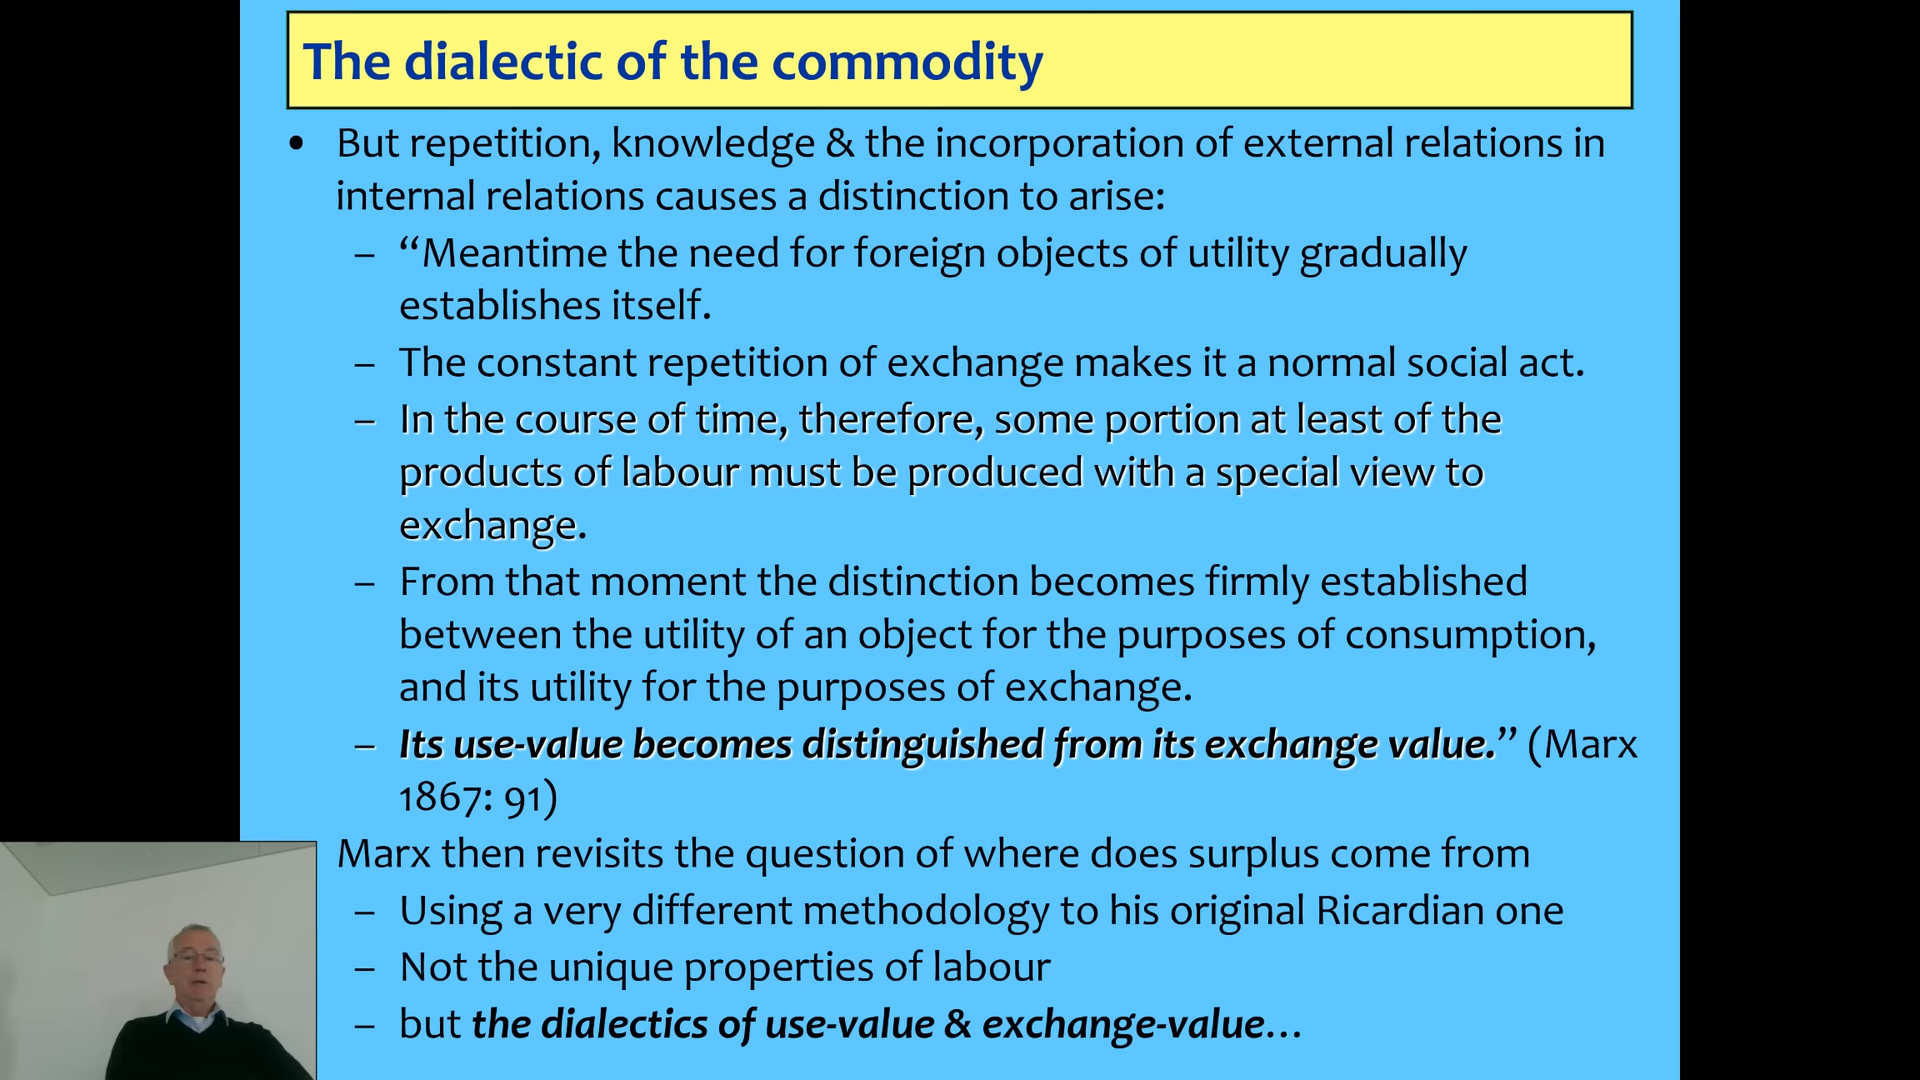 The dialectic of the commodity
• But repetition, knowledge & the incorporation of external relations in
internal relations causes a distinction to arise:
– “Meantime the need for foreign objects of utility gradually
establishes itself.
– The constant repetition of exchange makes it a normal social act.
– In the course of time, therefore, some portion at least of the
products of labour must be produced with a special view to
exchange.
– From that moment the distinction becomes firmly established
between the utility of an object for the purposes of consumption,
and its utility for the purposes of exchange.
– Its use-value becomes distinguished from its exchange value.” (Marx
1867: 91)
Marx then revisits the question of where does surplus come from
– Using a very different methodology to his original Ricardian one
– Not the unique properties of labour
– but the dialectics of use-value & exchange-value…